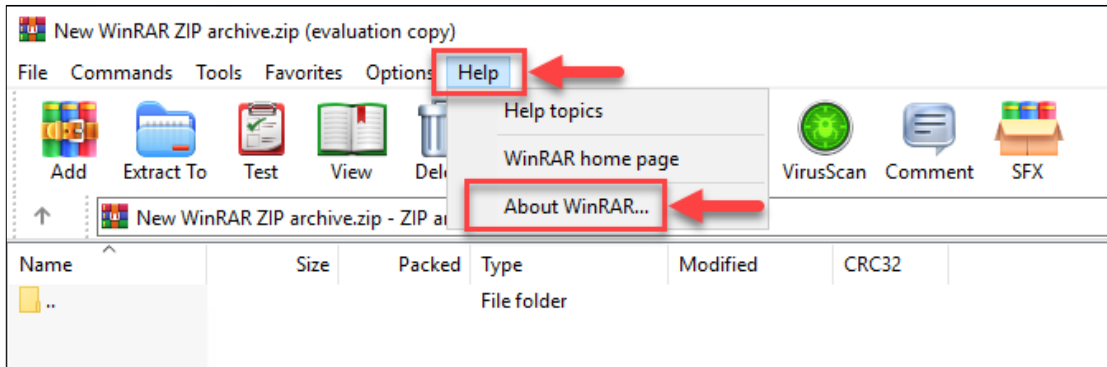 New WinRAR ZIP archive.zip (evaluation copy)
File Commands Tools Favorites Options Help
Help topics
WinRAR home page
About WinRAR...
Add Extract To Test View VirusScan Comment SFX
New WinRAR ZIP archive.zip - ZIP
Name Size Packed Type Modified CRC32
.. File folder